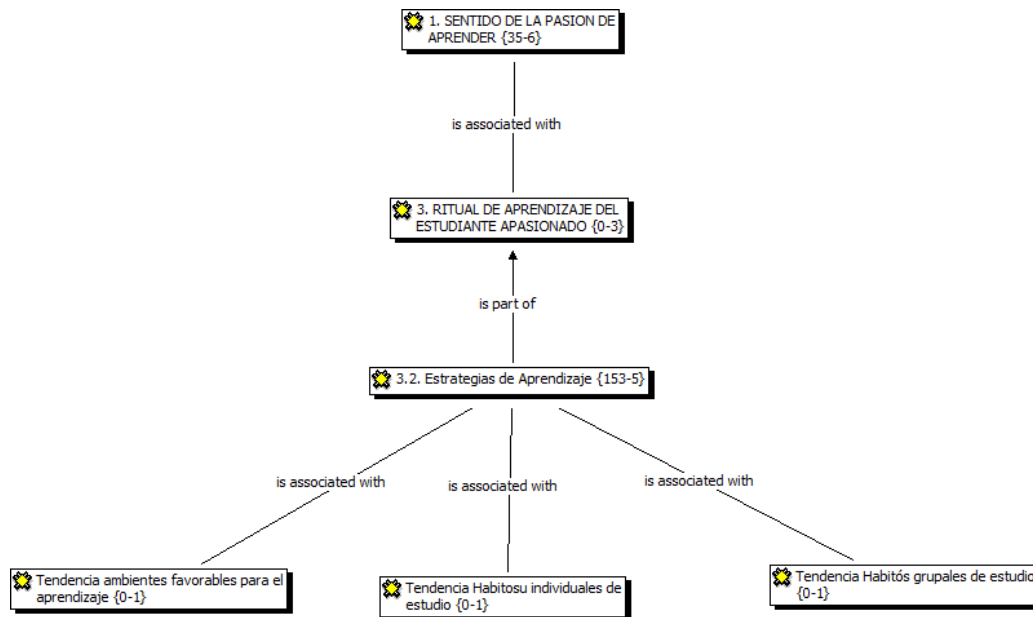 1. SENTIDO DE LA PASION DE
APRENDER {35-6}
is associated with
3. RITUAL DE APRENDIZAJE DEL
ESTUDIANTE APASIONADO {0-3}
is part of
3.2. Estrategias de Aprendizaje {153-5}
is associated with
is associated with
is associated with
Tendencia ambientes favorables para el
aprendizaje {0-1}
Tendencia Habitosu individuales de
estudio {0-1}
Tendencia Habitós grupales de estudio
{0-1}